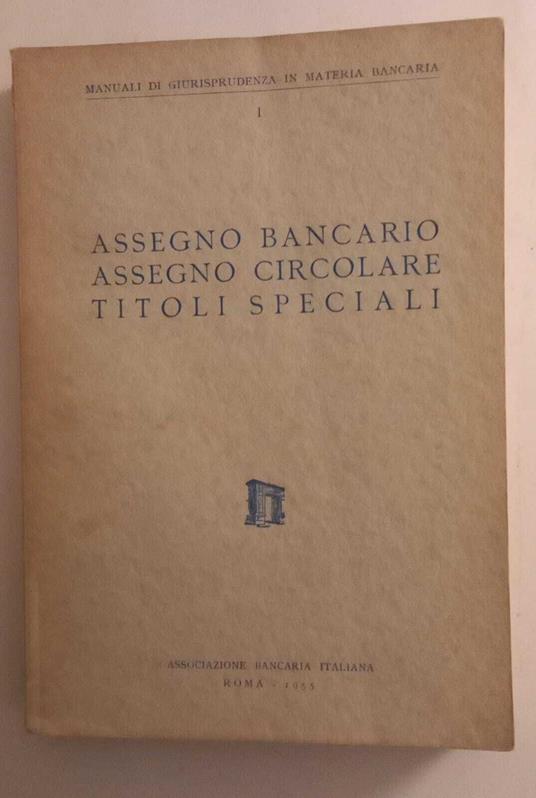 MANUALI DI GIURISPRUDENZA IN MATERIA BANCARIA
I
ASSEGNO BANCARIO
ASSEGNO CIRCOLARE
TITOLI SPECIALI
ASSOCIAZIONE BANCARIA ITALIANA
ROMA - 1955